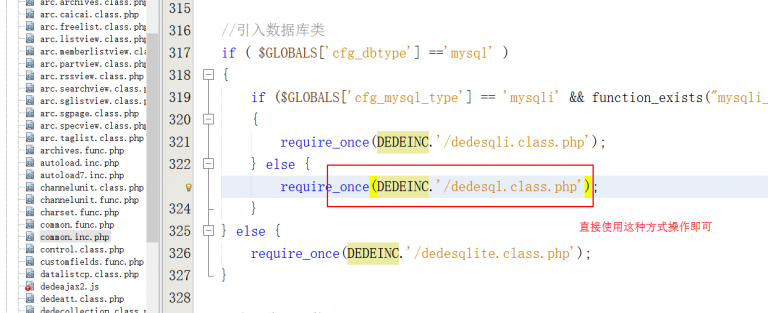 arc.archives.class.php
arc.caicai.class.php
arc.freelist.class.php
arc.listview.class.php
arc.memberlistview.class.php
arc.partview.class.php
arc.rssview.class.php
arc.searchview.class.php
arc.sglistview.class.php
arc.sgpage.class.php
arc.specview.class.php
arc.taglist.class.php
archives.func.php
autoload.inc.php
autoload7.inc.php
channelunit.class.php
channelunit.func.php
charset.func.php
common.func.php
common.inc.php
control.class.php
customfields.func.php
datalistcp.class.php
dedeajax2.js
dedeatt.class.php
dedecollection.class.php
315
316 //引入数据库类
317 if ( $GLOBALS['cfg_dbtype'] =='mysql' )
318 {
319 if ($GLOBALS['cfg_mysql_type'] == 'mysqli' && function_exists("mysqli_
320 {
321 require_once(DEDEINC.'/dedesqli.class.php');
322 } else {
require_once(DEDEINC.'/dedesql.class.php');
324 }
直接使用这种方式操作即可
325 } else {
326 require_once(DEDEINC.'/dedesqlite.class.php');
327 }
328